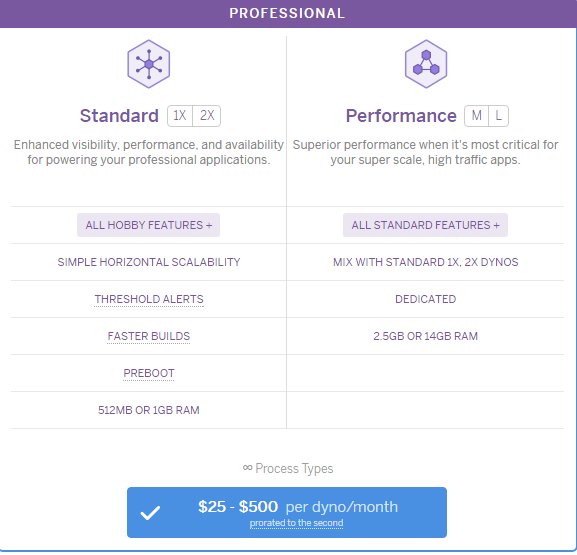 PROFESSIONAL
Standard 1X 2X
Enhanced visibility, performance, and availability
for powering your professional applications.
ALL HOBBY FEATURES +
SIMPLE HORIZONTAL SCALABILITY
THRESHOLD ALERTS
FASTER BUILDS
PREBOOT
512MB OR 1GB RAM
Performance M L
Superior performance when it's most critical for
your super scale, high traffic apps.
ALL STANDARD FEATURES +
MIX WITH STANDARD 1X, 2X DYNOS
DEDICATED
2.5GB OR 14GB RAM
∞ Process Types
$25 - $500 per dyno/month
prorated to the second